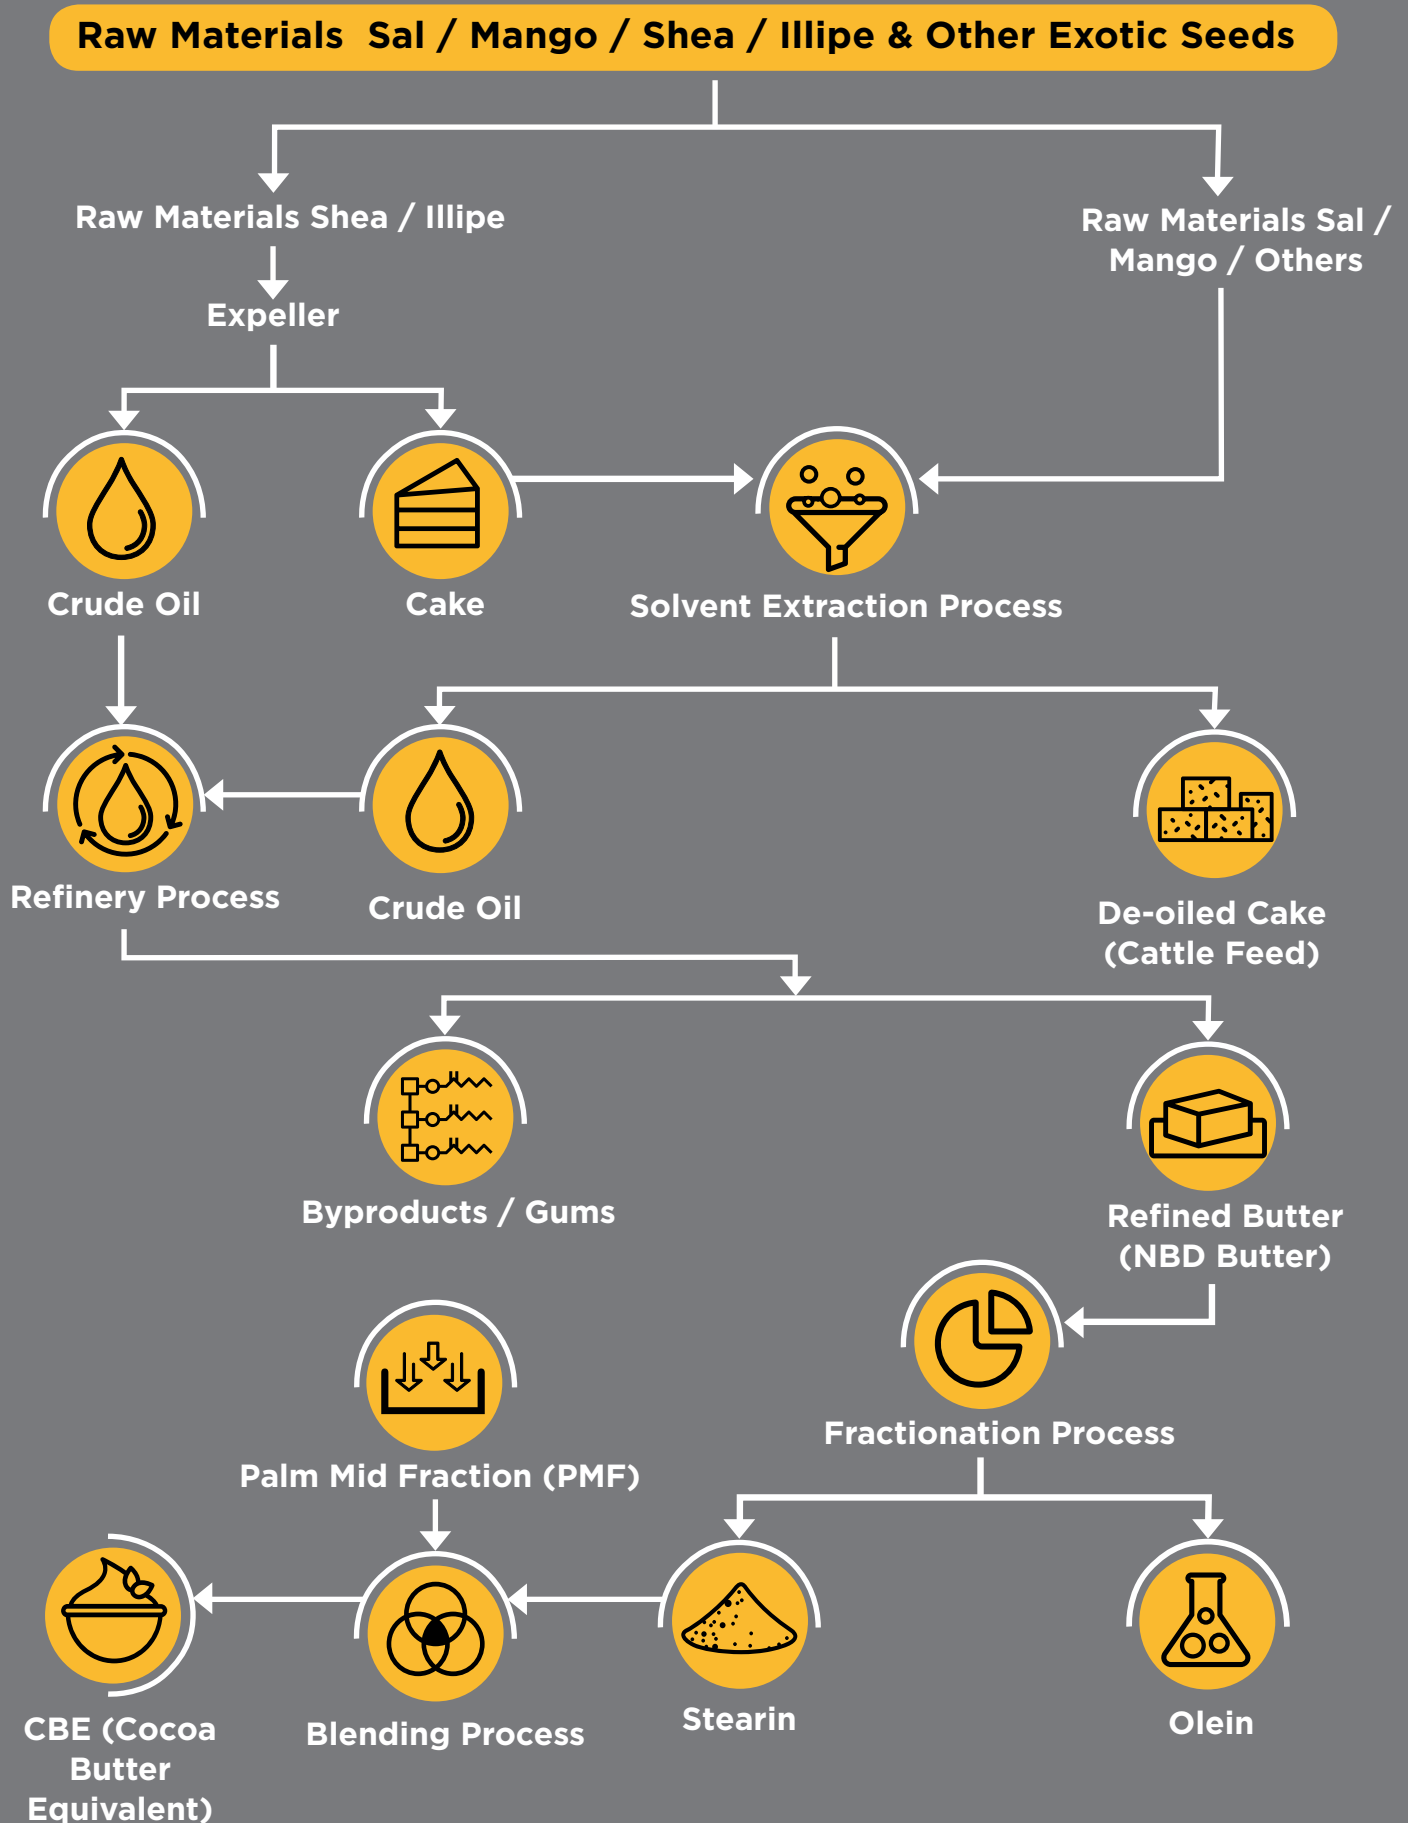 Raw Materials Sal / Mango / Shea / Illipe & Other Exotic Seeds
Raw Materials Shea / Illipe
Raw Materials Sal /
Mango / Others
Expeller
Crude Oil
Cake
Solvent Extraction Process
Refinery Process
Crude Oil
De-oiled Cake
(Cattle Feed)
Byproducts / Gums
Refined Butter
(NBD Butter)
Fractionation Process
Palm Mid Fraction (PMF)
CBE (Cocoa
Butter
Equivalent)
Blending Process
Stearin
Olein